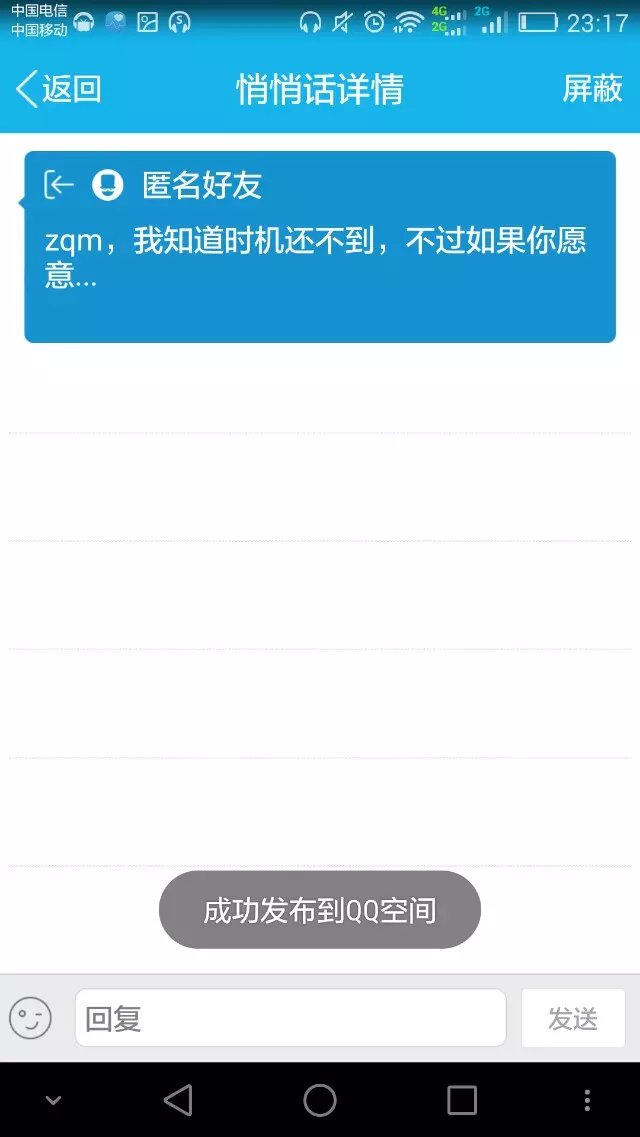 中国电信
中国移动
4G
2G
2G
23:17
返回
悄悄话详情
屏蔽
匿名好友
zqm，我知道时机还不到，不过如果你愿
意...
成功发布到QQ空间
回复
发送